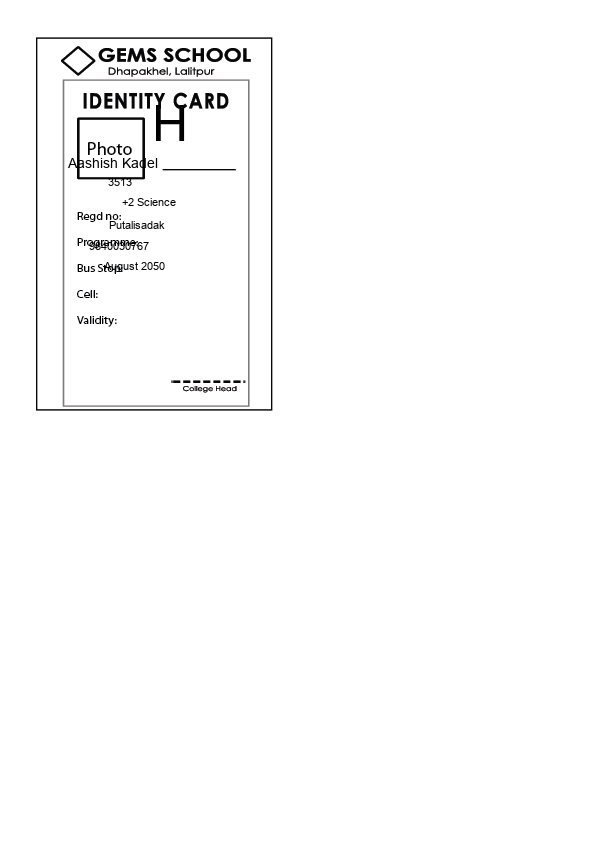 GEMS SCHOOL
Dhapakhel, Lalitpur
IDENTITY CARD
H
Photo
Aashish Kadel
3513
+2 Science
Regd no:
Putalisadak
Programme:
9840030767
Bus Stop:
August 2050
Cell:
Validity:
College Head